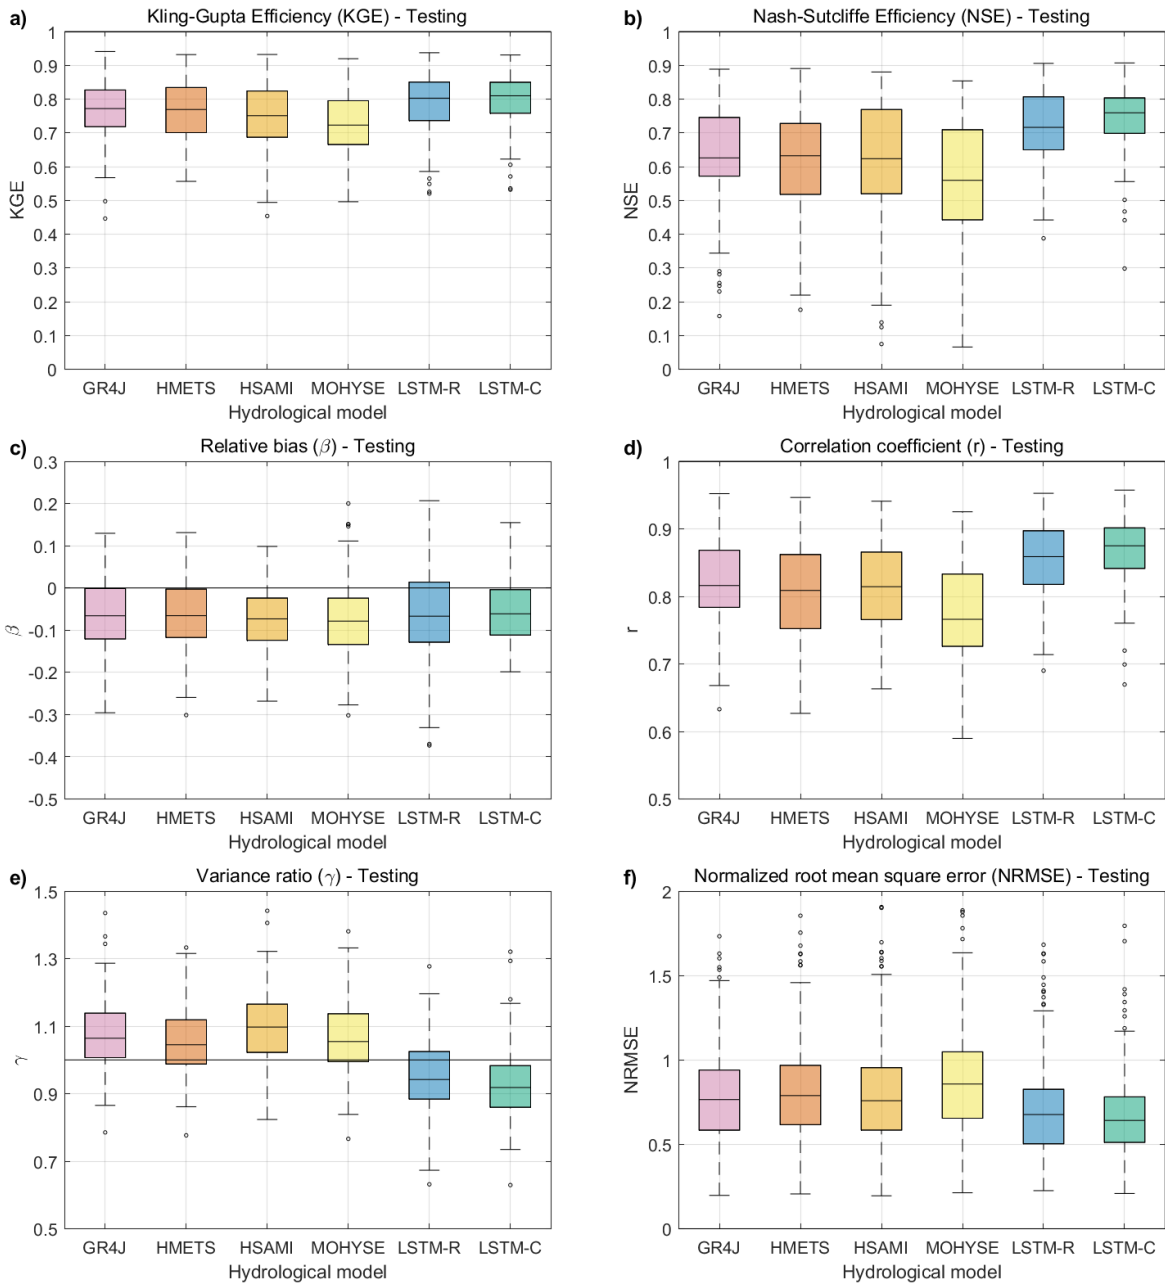 a)
Kling-Gupta Efficiency (KGE) - Testing
1
0.9
0.8
0.7
0.6
0.5
0.4
0.3
0.2
0.1
0
KGE
GR4J HMETS HSAMI MOHYSE LSTM-R LSTM-C
Hydrological model
b)
Nash-Sutcliffe Efficiency (NSE) - Testing
1
0.9
0.8
0.7
0.6
0.5
0.4
0.3
0.2
0.1
0
NSE
GR4J HMETS HSAMI MOHYSE LSTM-R LSTM-C
Hydrological model
c)
Relative bias (β) - Testing
0.3
0.2
0.1
0
-0.1
-0.2
-0.3
-0.4
-0.5
β
GR4J HMETS HSAMI MOHYSE LSTM-R LSTM-C
Hydrological model
d)
Correlation coefficient (r) - Testing
1
0.9
0.8
0.7
0.6
0.5
r
GR4J HMETS HSAMI MOHYSE LSTM-R LSTM-C
Hydrological model
e)
Variance ratio (γ) - Testing
1.5
1.3
1.1
0.9
0.7
0.5
γ
GR4J HMETS HSAMI MOHYSE LSTM-R LSTM-C
Hydrological model
f)
Normalized root mean square error (NRMSE) - Testing
2
1.5
1
0.5
0
NRMSE
GR4J HMETS HSAMI MOHYSE LSTM-R LSTM-C
Hydrological model